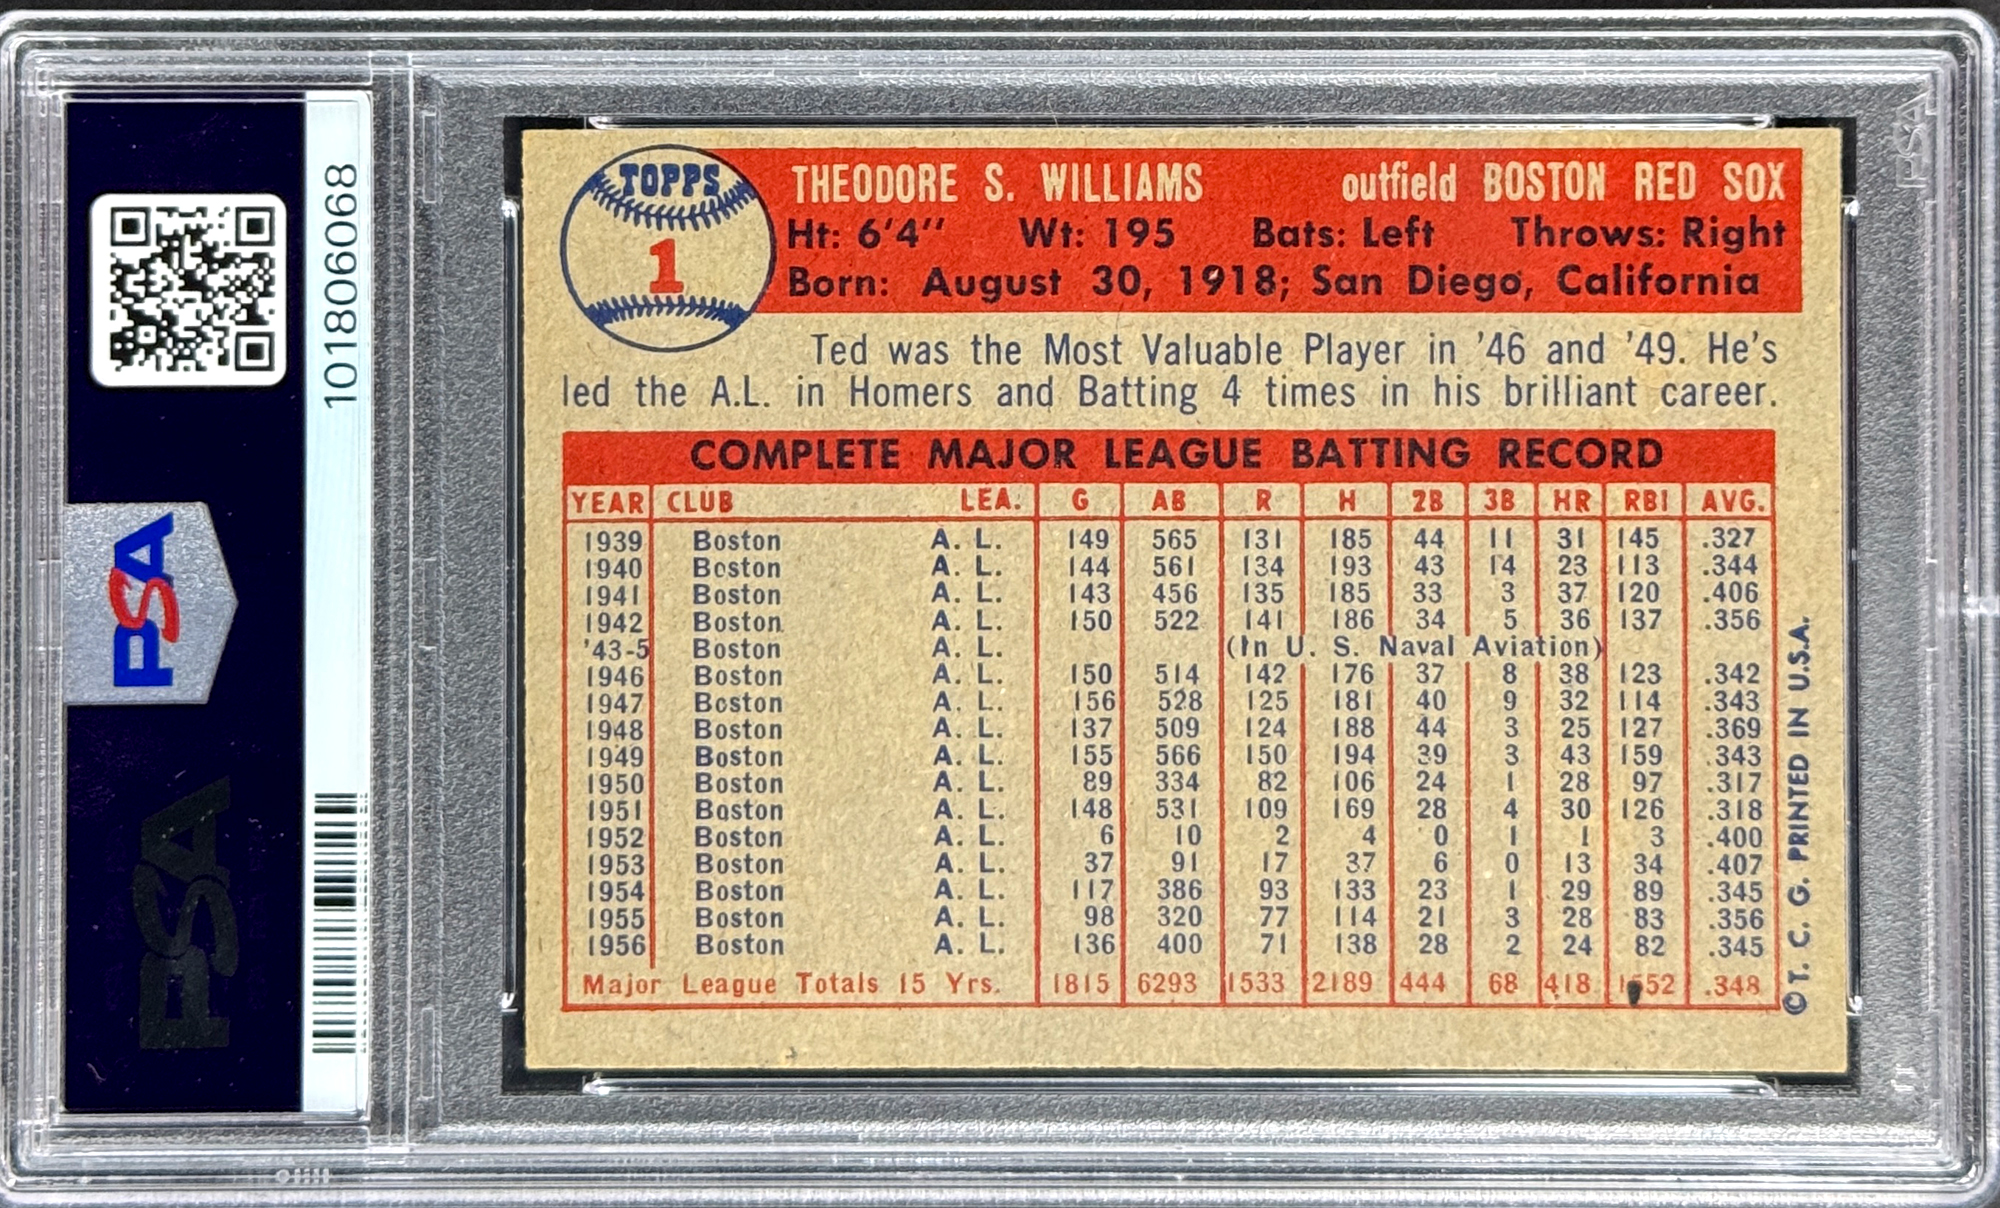 101806068
PSA
PSA
PSA
TOPPS
1
THEODORE S. WILLIAMS outfield BOSTON RED SOX
Ht: 6'4" Wt: 195 Bats: Left Throws: Right
Born: August 30, 1918; San Diego, California
Ted was the Most Valuable Player in '46 and '49. He's
led the A.L. in Homers and Batting 4 times in his brilliant career.
COMPLETE MAJOR LEAGUE BATTING RECORD
YEAR CLUB LEA. G AB R H 2B 3B HR RBI AVG.
1939 Boston A. L. 149 565 131 185 44 11 31 145 .327
1940 Boston A. L. 144 561 134 193 43 14 23 113 .344
1941 Boston A. L. 143 456 135 185 33 3 37 120 .406
1942 Boston A. L. 150 522 141 186 34 5 36 137 .356
'43-5 Boston A. L. (In U. S. Naval Aviation)
1946 Boston A. L. 150 514 142 176 37 8 38 123 .342
1947 Boston A. L. 156 528 125 181 40 9 32 114 .343
1948 Boston A. L. 137 509 124 188 44 3 25 127 .369
1949 Boston A. L. 155 566 150 194 39 3 43 159 .343
1950 Boston A. L. 89 334 82 106 24 1 28 97 .317
1951 Boston A. L. 148 531 109 169 28 4 30 126 .318
1952 Boston A. L. 6 10 2 4 0 1 1 3 .400
1953 Boston A. L. 37 91 17 37 6 0 13 34 .407
1954 Boston A. L. 117 386 93 133 23 1 29 89 .345
1955 Boston A. L. 98 320 77 114 21 3 28 83 .356
1956 Boston A. L. 136 400 71 138 28 2 24 82 .345
Major League Totals 15 Yrs. 1815 6293 1533 2189 444 68 418 1552 .348
©T. C. G. PRINTED IN U.S.A.